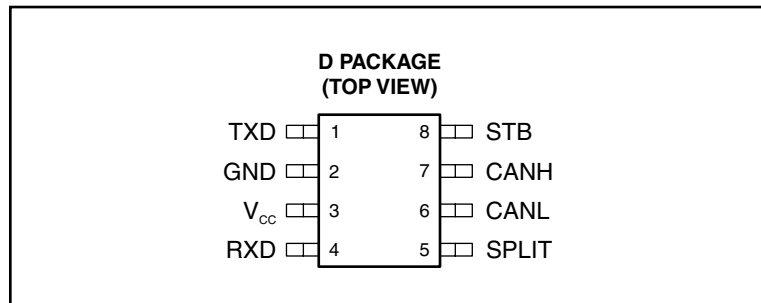 D PACKAGE
(TOP VIEW)
TXD 1 8 STB
GND 2 7 CANH
VCC 3 6 CANL
RXD 4 5 SPLIT